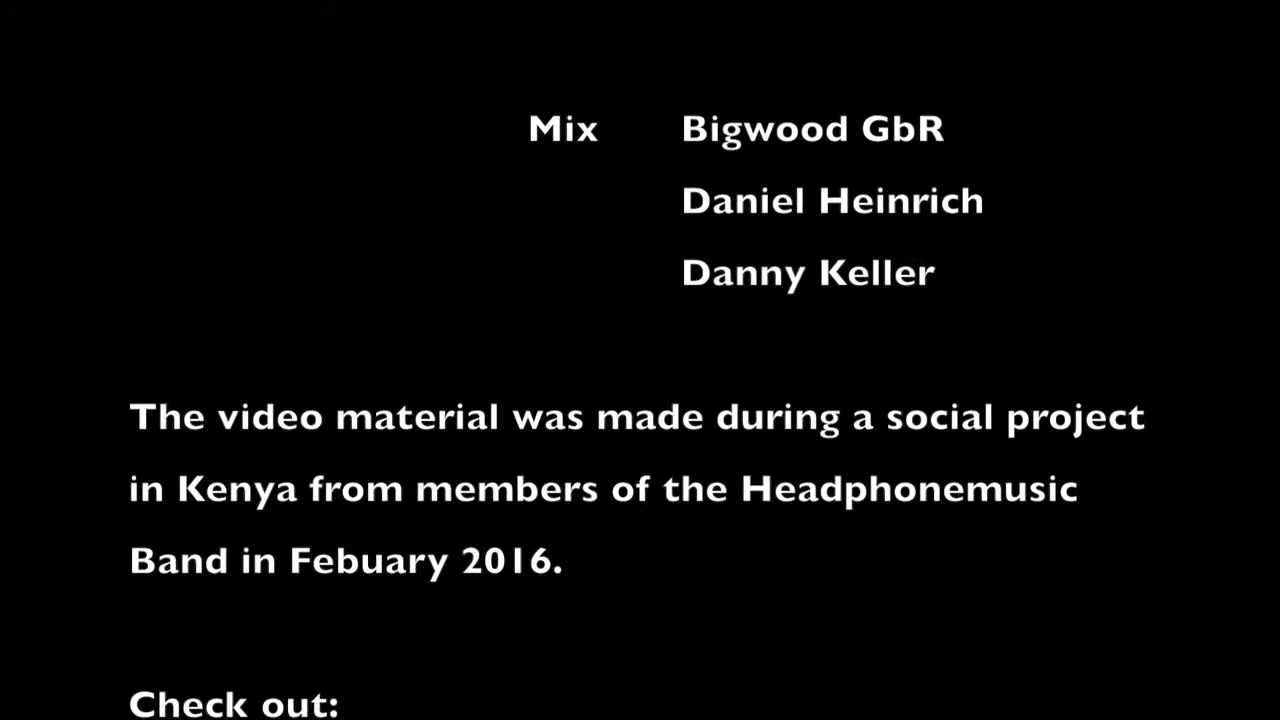 Mix Bigwood GbR
Daniel Heinrich
Danny Keller
The video material was made during a social project
in Kenya from members of the Headphonemusic
Band in Febuary 2016.
Check out: